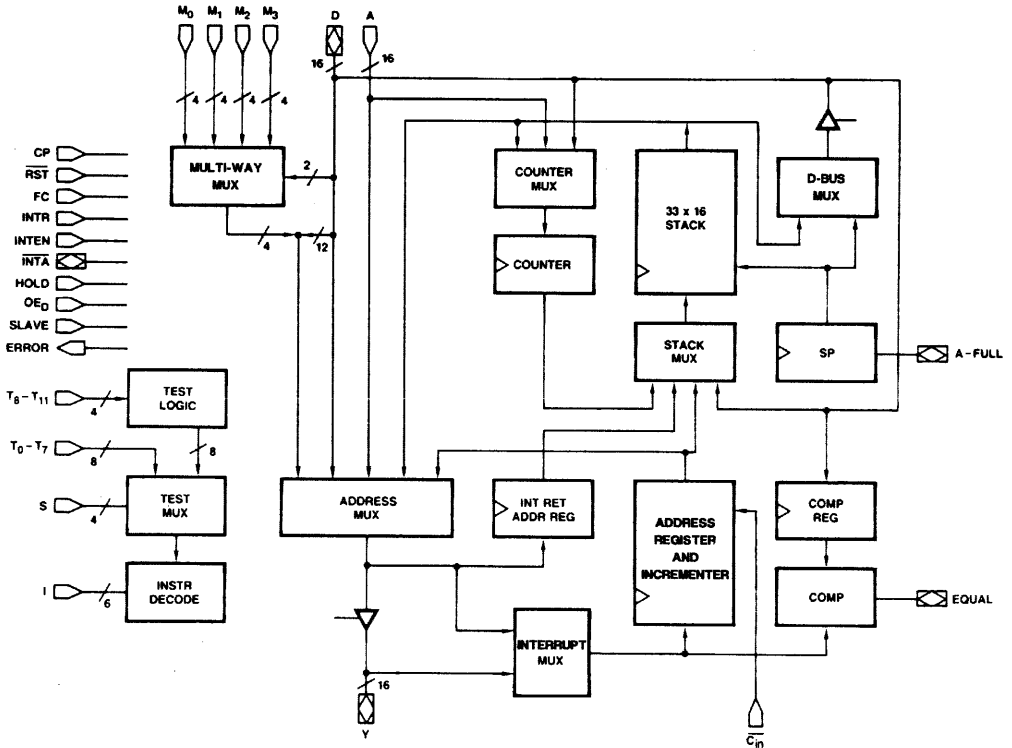 M0 M1 M2 M3 D A
16 16
4 4 4 4
CP
RST
FC
INTR
INTEN
INTA
HOLD
OED
SLAVE
ERROR
MULTI-WAY
MUX
2
4 12
COUNTER
MUX
COUNTER
33 x 16
STACK
D-BUS
MUX
STACK
MUX
SP
A-FULL
T8-T11
4
TEST
LOGIC
8
T0-T7
8
S
4
TEST
MUX
I
6
INSTR
DECODE
ADDRESS
MUX
INT RET
ADDR REG
ADDRESS
REGISTER
AND
INCREMENTER
COMP
REG
COMP
EQUAL
INTERRUPT
MUX
16
Y
Cin